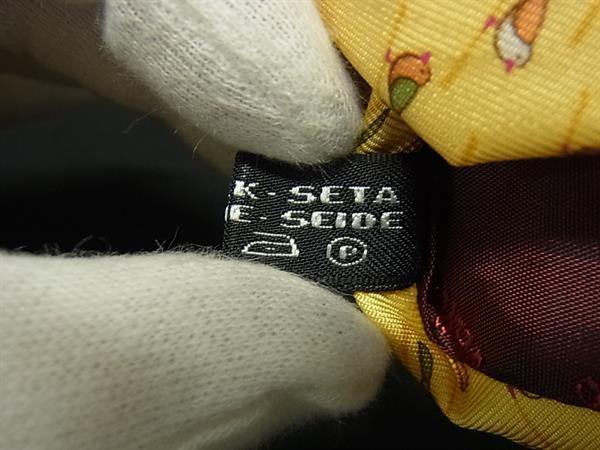 K - SETA
E - SEIDE
P